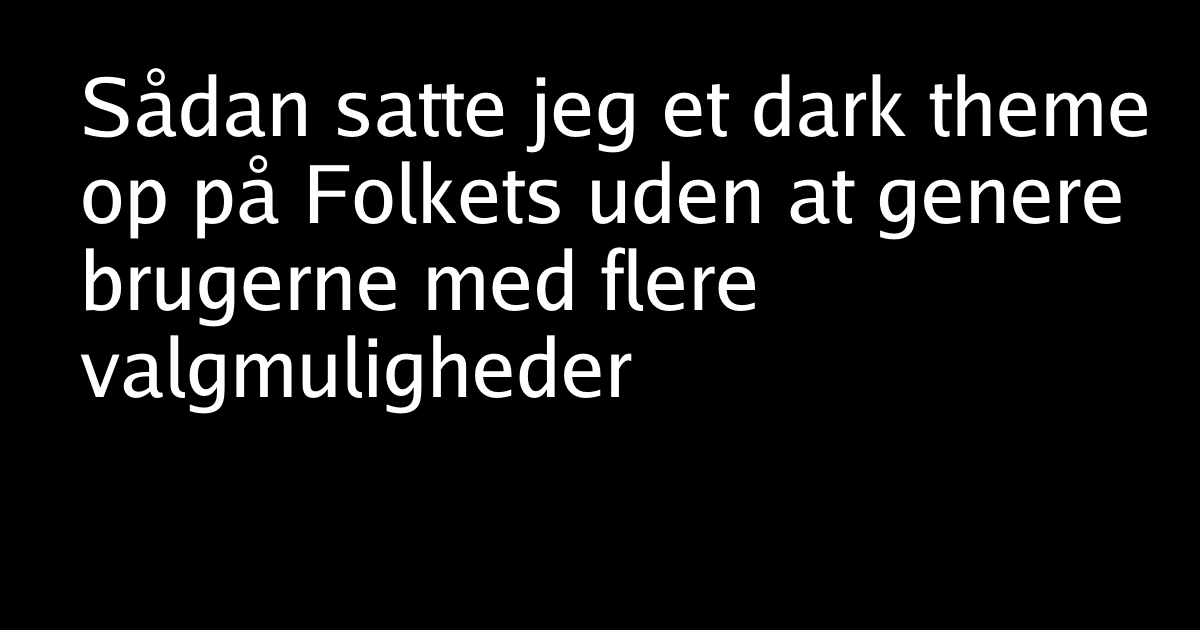 Sådan satte jeg et dark theme
op på Folkets uden at genere
brugerne med flere
valgmuligheder